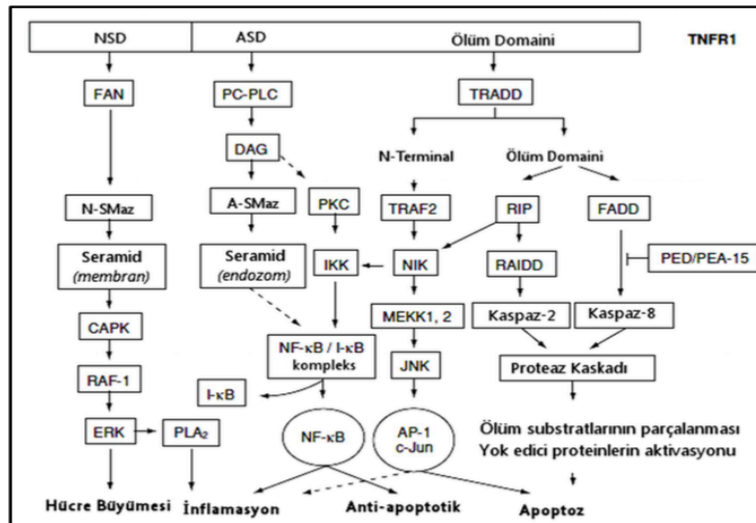 NSD
ASD
Ölüm Domaini
TNFR1
FAN
PC-PLC
TRADD
DAG
N-Terminal
Ölüm Domaini
N-SMaz
A-SMaz
PKC
TRAF2
RIP
FADD
Seramid
(membran)
Seramid
(endozom)
IKK
NIK
RAIDD
PED/PEA-15
CAPK
MEKK1, 2
Kaspaz-2
Kaspaz-8
NF-κB / I-κB
kompleks
RAF-1
I-κB
JNK
Proteaz Kaskadı
ERK
PLA₂
NF-κB
AP-1
c-Jun
Ölüm substratlarının parçalanması
Yok edici proteinlerin aktivasyonu
Hücre Büyümesi
İnflamasyon
Anti-apoptotik
Apoptoz